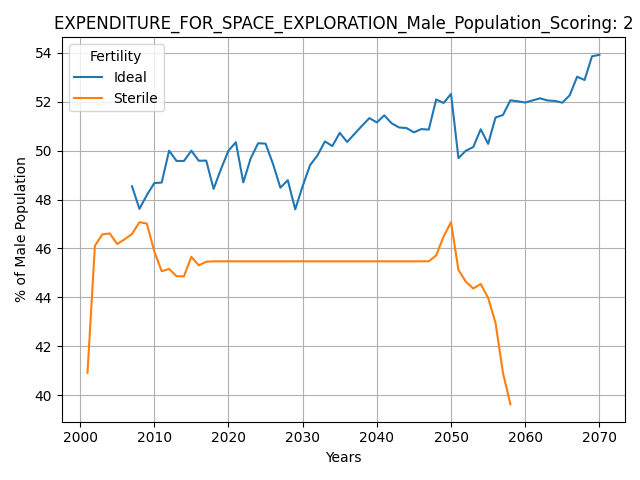 EXPENDITURE_FOR_SPACE_EXPLORATION_Male_Population_Scoring: 2
Fertility
Ideal
Sterile
54
52
50
48
46
44
42
40
% of Male Population
2000 2010 2020 2030 2040 2050 2060 2070
Years